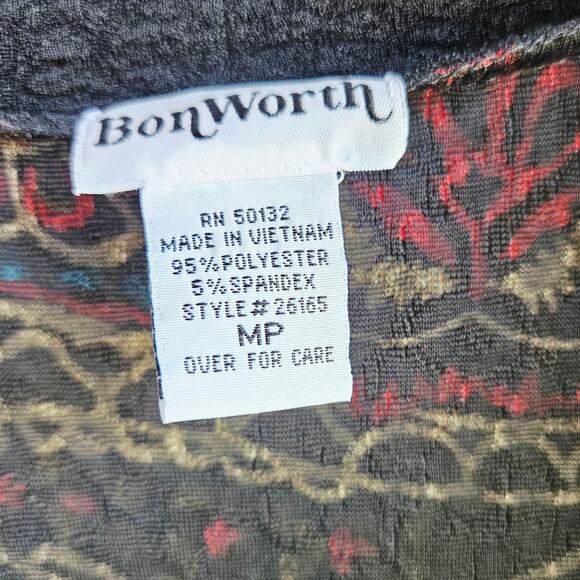 BonWorth
RN 50132
MADE IN VIETNAM
95%POLYESTER
5%SPANDEX
STYLE# 26165
MP
OVER FOR CARE